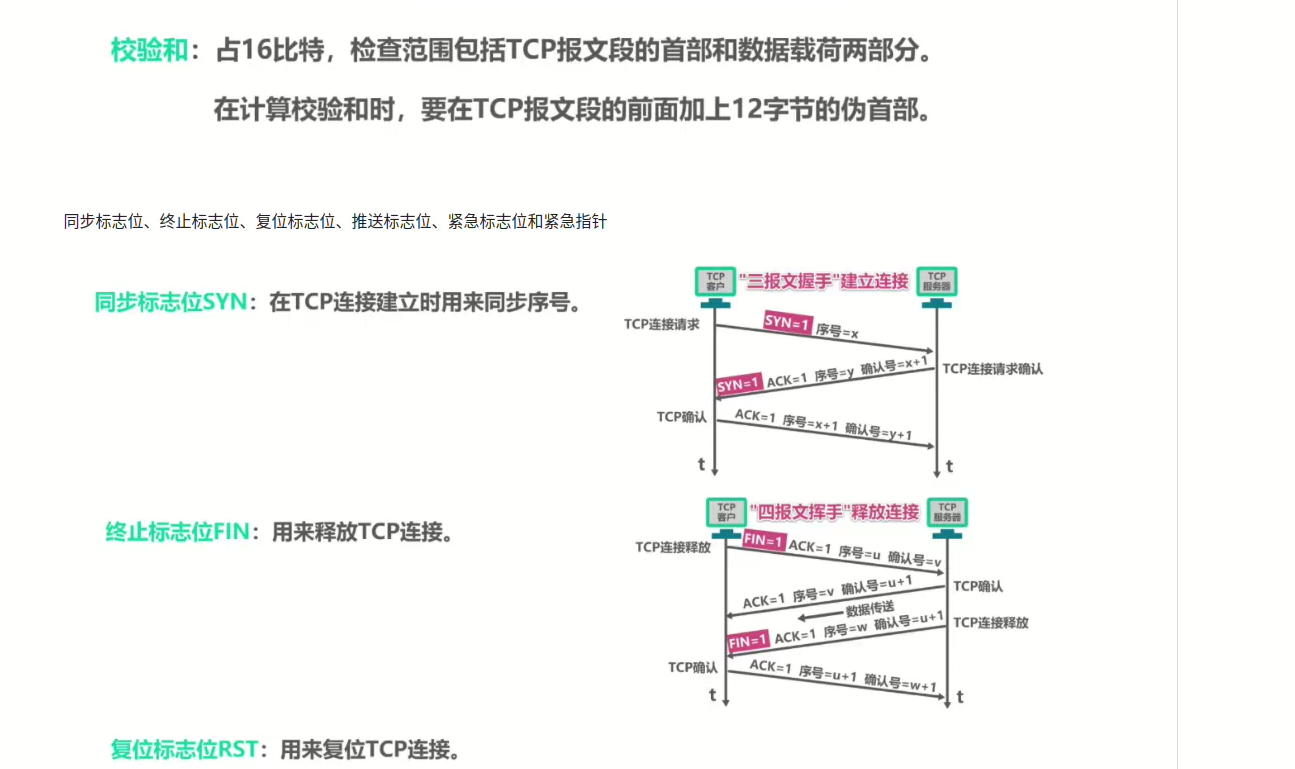 校验和：占16比特，检查范围包括TCP报文段的首部和数据载荷两部分。
在计算校验和时，要在TCP报文段的前面加上12字节的伪首部。
同步标志位、终止标志位、复位标志位、推送标志位、紧急标志位和紧急指针
同步标志位SYN：在TCP连接建立时用来同步序号。
TCP
客户
"三报文握手"建立连接
TCP
服务器
TCP连接请求
SYN=1 序号=x
SYN=1 ACK=1 序号=y 确认号=x+1
TCP连接请求确认
TCP确认
ACK=1 序号=x+1 确认号=y+1
t
t
终止标志位FIN：用来释放TCP连接。
TCP
客户
"四报文挥手"释放连接
TCP
服务器
TCP连接释放
FIN=1 ACK=1 序号=u 确认号=v
ACK=1 序号=v 确认号=u+1
TCP确认
数据传送
FIN=1 ACK=1 序号=w 确认号=u+1
TCP连接释放
TCP确认
ACK=1 序号=u+1 确认号=w+1
t
t
复位标志位RST：用来复位TCP连接。